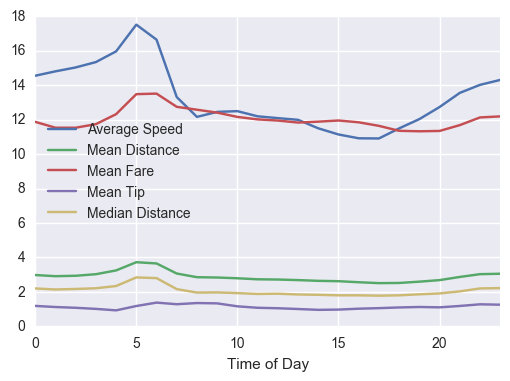 18
16
14
12
10
8
6
4
2
0
Average Speed
Mean Distance
Mean Fare
Mean Tip
Median Distance
0 5 10 15 20
Time of Day